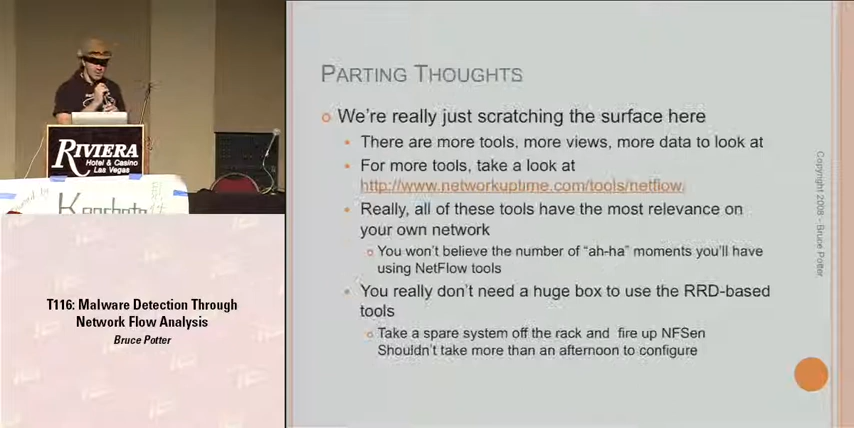 RIVIERA
Hotel & Casino
Las Vegas
T116: Malware Detection Through
Network Flow Analysis
Bruce Potter
PARTING THOUGHTS
We're really just scratching the surface here
There are more tools, more views, more data to look at
For more tools, take a look at
http://www.networkuptime.com/tools/netflow/
Really, all of these tools have the most relevance on
your own network
You won't believe the number of "ah-ha" moments you'll have
using NetFlow tools
You really don't need a huge box to use the RRD-based
tools
Take a spare system off the rack and fire up NFSen
Shouldn't take more than an afternoon to configure
Copyright 2008 - Bruce Potter